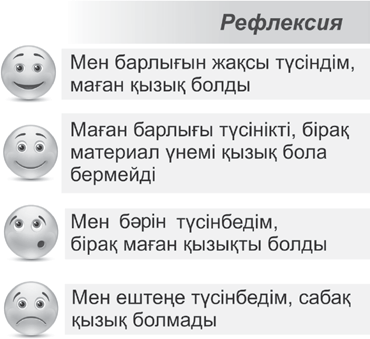 Рефлексия
Мен барлығын жақсы түсіндім,
маған қызық болды
Маған барлығы түсінікті, бірақ
материал үнемі қызық бола
бермейді
Мен бәрін түсінбедім,
бірақ маған қызықты болды
Мен ештеңе түсінбедім, сабақ
қызық болмады